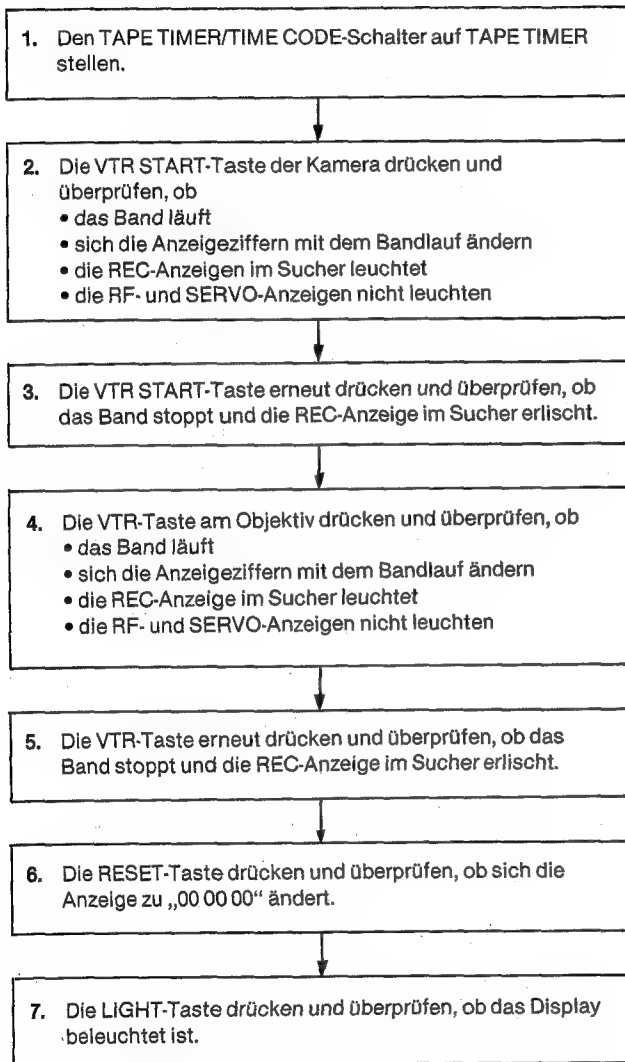 1. Den TAPE TIMER/TIME CODE-Schalter auf TAPE TIMER
stellen.
2. Die VTR START-Taste der Kamera drücken und
überprüfen, ob
• das Band läuft
• sich die Anzeigeziffern mit dem Bandlauf ändern
• die REC-Anzeigen im Sucher leuchtet
• die RF- und SERVO-Anzeigen nicht leuchten
3. Die VTR START-Taste erneut drücken und überprüfen, ob
das Band stoppt und die REC-Anzeige im Sucher erlischt.
4. Die VTR-Taste am Objektiv drücken und überprüfen, ob
• das Band läuft
• sich die Anzeigeziffern mit dem Bandlauf ändern
• die REC-Anzeige im Sucher leuchtet
• die RF- und SERVO-Anzeigen nicht leuchten
5. Die VTR-Taste erneut drücken und überprüfen, ob das
Band stoppt und die REC-Anzeige im Sucher erlischt.
6. Die RESET-Taste drücken und überprüfen, ob sich die
Anzeige zu „00 00 00“ ändert.
7. Die LIGHT-Taste drücken und überprüfen, ob das Display
beleuchtet ist.